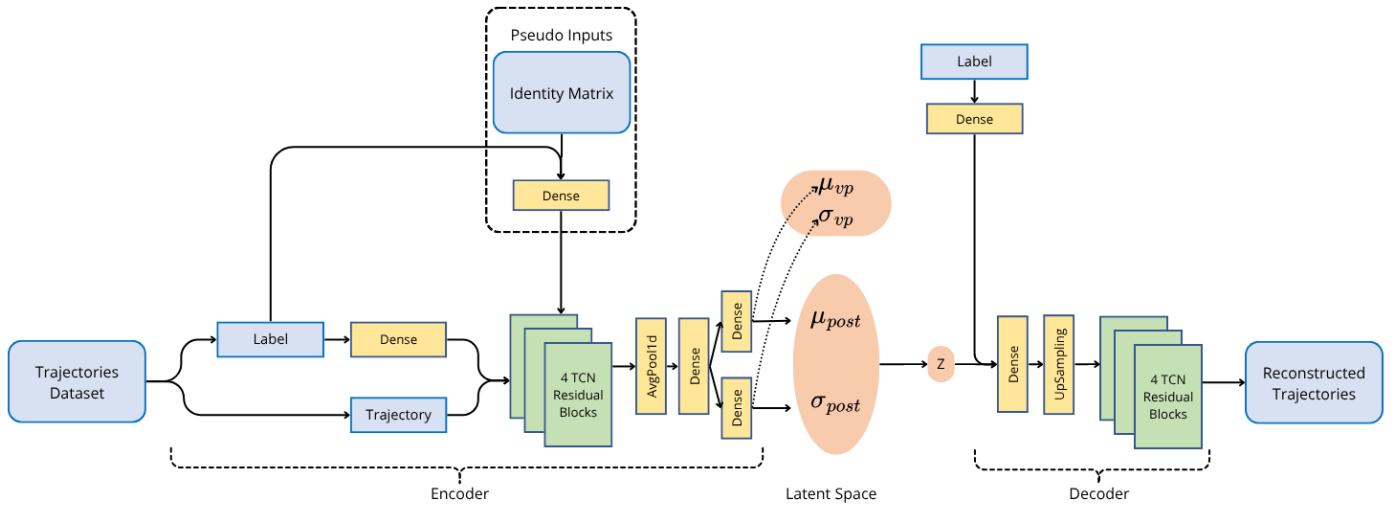 Pseudo Inputs
Identity Matrix
Dense
Label
Dense
μvp
σvp
Trajectories
Dataset
Label
Dense
Trajectory
4 TCN
Residual
Blocks
AvgPool1d
Dense
Dense
Dense
μpost
σpost
Z
Dense
UpSampling
4 TCN
Residual
Blocks
Reconstructed
Trajectories
Encoder
Latent Space
Decoder